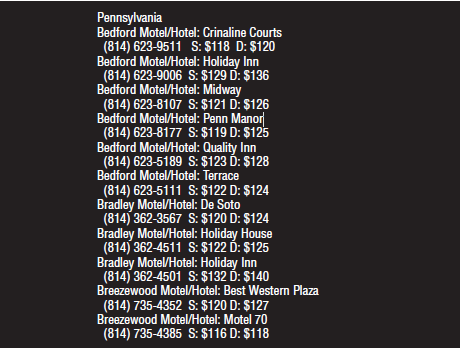 Pennsylvania
Bedford Motel/Hotel: Crinaline Courts
(814) 623-9511 S: $118 D: $120
Bedford Motel/Hotel: Holiday Inn
(814) 623-9006 S: $129 D: $136
Bedford Motel/Hotel: Midway
(814) 623-8107 S: $121 D: $126
Bedford Motel/Hotel: Penn Manor
(814) 623-8177 S: $119 D: $125
Bedford Motel/Hotel: Quality Inn
(814) 623-5189 S: $123 D: $128
Bedford Motel/Hotel: Terrace
(814) 623-5111 S: $122 D: $124
Bradley Motel/Hotel: De Soto
(814) 362-3567 S: $120 D: $124
Bradley Motel/Hotel: Holiday House
(814) 362-4511 S: $122 D: $125
Bradley Motel/Hotel: Holiday Inn
(814) 362-4501 S: $132 D: $140
Breezewood Motel/Hotel: Best Western Plaza
(814) 735-4352 S: $120 D: $127
Breezewood Motel/Hotel: Motel 70
(814) 735-4385 S: $116 D: $118